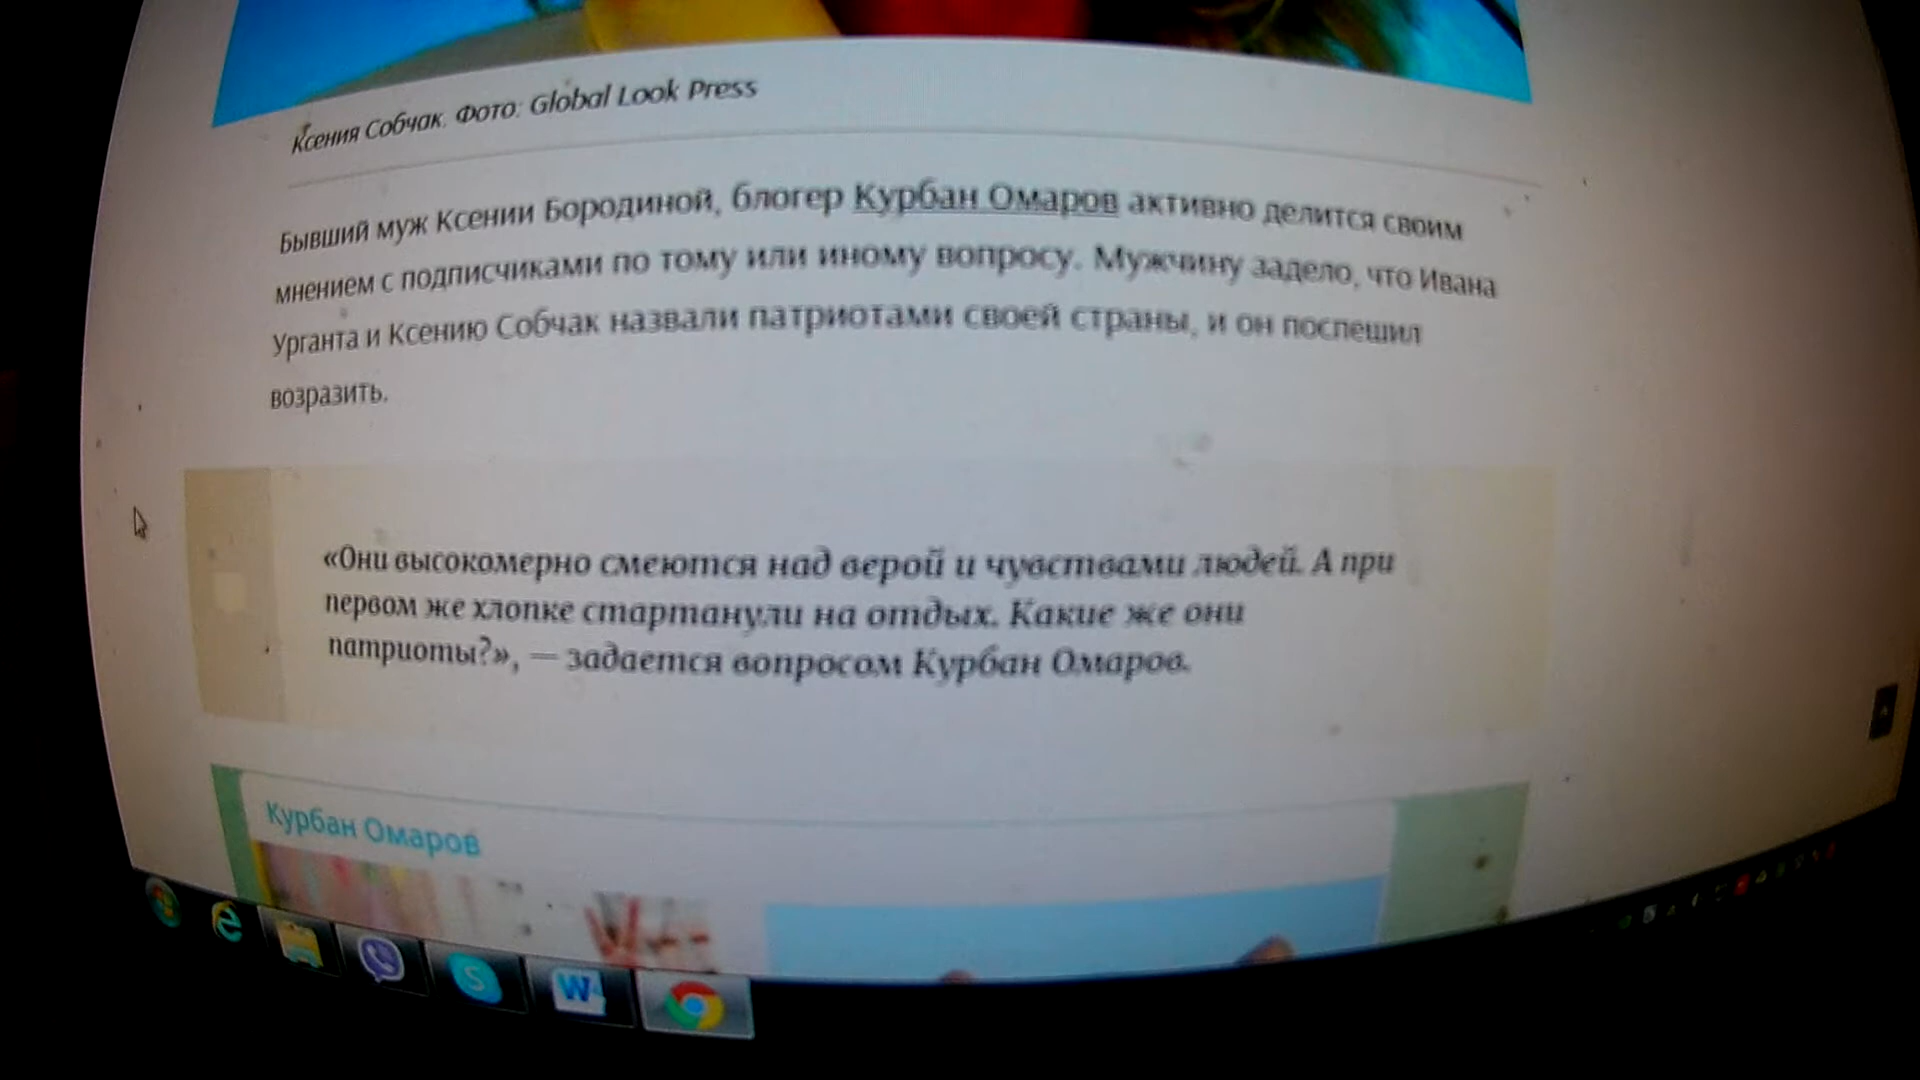 Ксения Собчак. Фото: Global Look Press
Бывший муж Ксении Бородиной, блогер Курбан Омаров активно делится своим
мнением с подписчиками по тому или иному вопросу. Мужчину задело, что Ивана
Урганта и Ксению Собчак назвали патриотами своей страны, и он поспешил
возразить.
«Они высокомерно смеются над верой и чувствами людей. А при
первом же хлопке стартанули на отдых. Какие же они
патриоты?», — задается вопросом Курбан Омаров.
Курбан Омаров